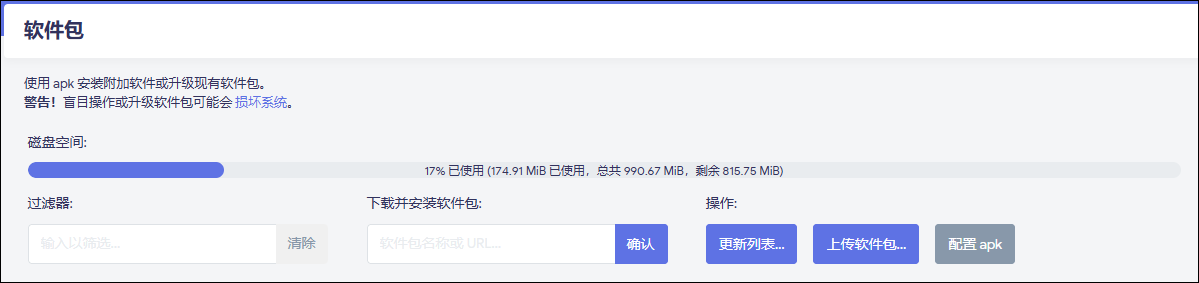 软件包
使用 apk 安装附加软件或升级现有软件包。
警告！盲目操作或升级软件包可能会 损坏系统。
磁盘空间:
17% 已使用 (174.91 MiB 已使用，总共 990.67 MiB，剩余 815.75 MiB)
过滤器: 下载并安装软件包: 操作:
输入以筛选... 清除 软件包名称或 URL... 确认 更新列表... 上传软件包... 配置 apk